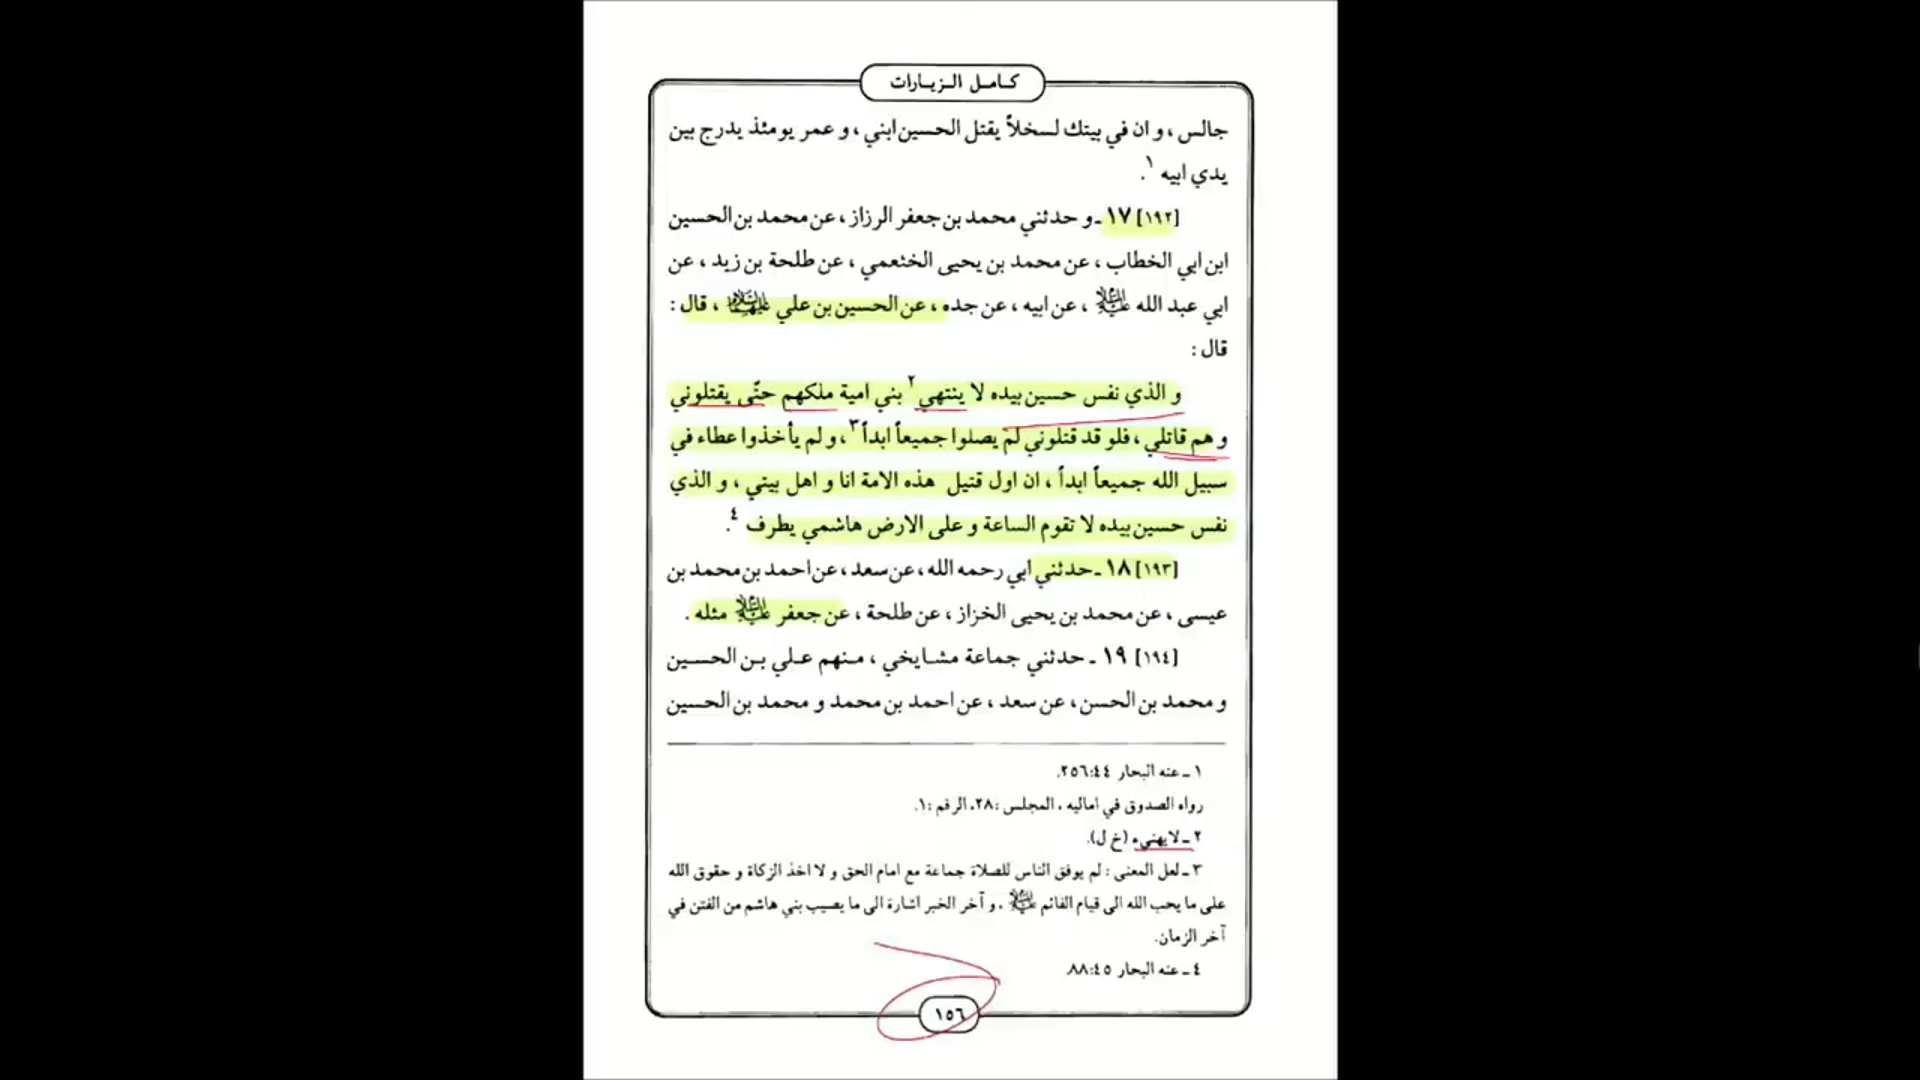 كامل الزيارات
جالس ، و ان في بيتك لسخلاً يقتل الحسين ابني ، و عمر يومئذ يدرج بين
يدي ابيه ١.
[١٩٢] ١٧ ـ و حدثني محمد بن جعفر الرزاز ، عن محمد بن الحسين
ابن ابي الخطاب ، عن محمد بن يحيى الخثعمي ، عن طلحة بن زيد ، عن
ابي عبد الله عليه السلام ، عن ابيه ، عن جده ، عن الحسين بن علي عليهما السلام ، قال :
قال :
و الذي نفس حسين بيده لا ينتهي ٢ بني امية ملكهم حتّى يقتلوني
و هم قاتلي ، فلو قد قتلوني لم يصلوا جميعاً ابداً ٣ ، و لم يأخذوا عطاء في
سبيل الله جميعاً ابداً ، ان اول قتيل هذه الامة انا و اهل بيتي ، و الذي
نفس حسين بيده لا تقوم الساعة و على الارض هاشمي يطرف ٤.
[١٩٣] ١٨ ـ حدثني ابي رحمه الله ، عن سعد ، عن احمد بن محمد بن
عيسى ، عن محمد بن يحيى الخزاز ، عن طلحة ، عن جعفر عليه السلام مثله .
[١٩٤] ١٩ ـ حدثني جماعة مشايخي ، منهم علي بن الحسين
و محمد بن الحسن ، عن سعد ، عن احمد بن محمد و محمد بن الحسين
١ ـ عنه البحار ٢٥٦:٤٤.
رواه الصدوق في اماليه ، المجلس : ٢٨، الرقم : ١.
٢ ـ لا يهنيء (خ ل).
٣ ـ لعل المعنى : لم يوفق الناس للصلاة جماعة مع امام الحق و لا اخذ الزكاة و حقوق الله
على ما يحب الله الى قيام القائم عليه السلام ، و آخر الخبر اشارة الى ما يصيب بني هاشم من الفتن في
آخر الزمان.
٤ ـ عنه البحار ٨٨:٤٥
١٥٦